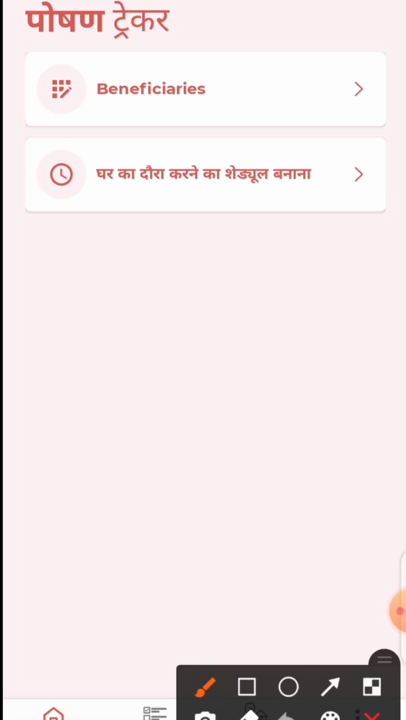 पोषण ट्रेकर
Beneficiaries
घर का दौरा करने का शेड्यूल बनाना